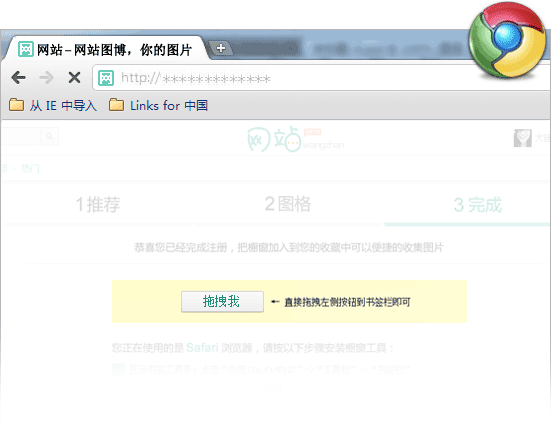 网站–网站图博，你的图片
http://*************
从 IE 中导入 Links for 中国
网站 wangzhan
热门
1 推荐 2 图格 3 完成
恭喜您已经完成注册，把橱窗加入到您的收藏中可以便捷的收集图片
拖拽我 ← 直接拖拽左侧按钮到书签栏即可
您正在使用的是 Safari 浏览器，请按以下步骤安装橱窗工具：